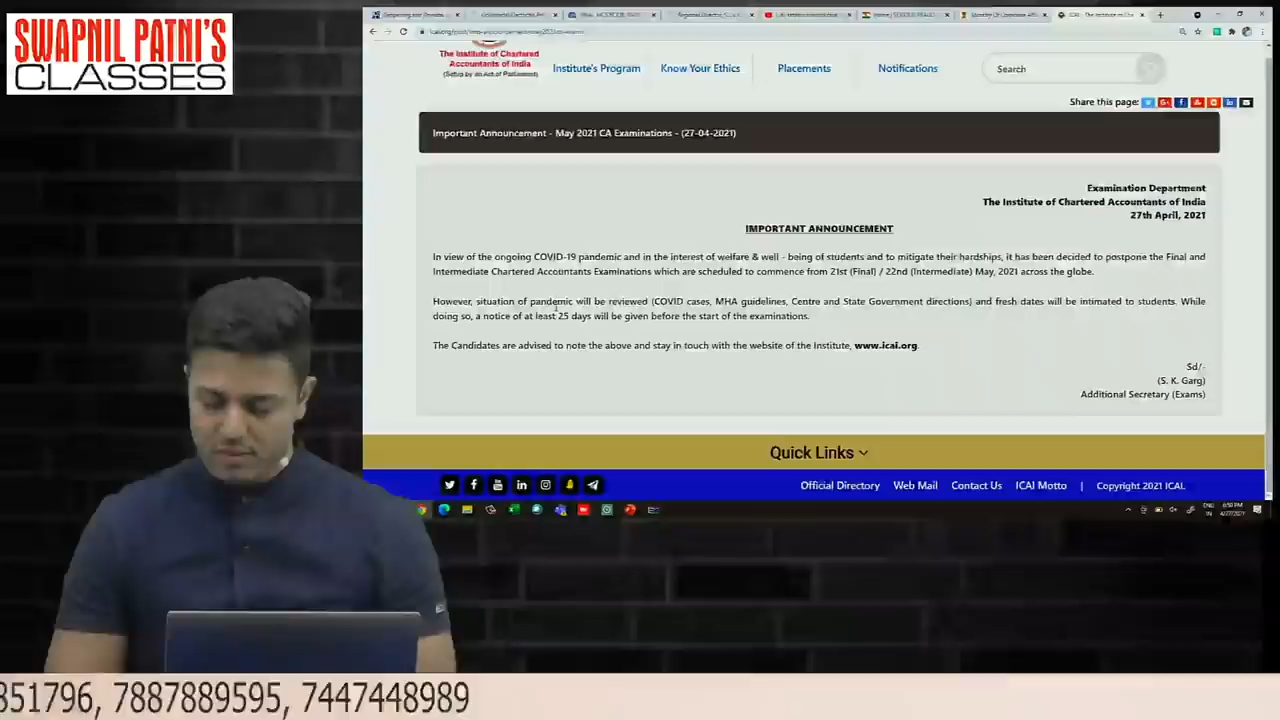 SWAPNIL PATNI'S
CLASSES
The Institute of Chartered
Accountants of India
(Setup by an Act of Parliament)
Institute's Program
Know Your Ethics
Placements
Notifications
Search
Share this page:
Important Announcement - May 2021 CA Examinations - (27-04-2021)
Examination Department
The Institute of Chartered Accountants of India
27th April, 2021
IMPORTANT ANNOUNCEMENT
In view of the ongoing COVID-19 pandemic and in the interest of welfare & well - being of students and to mitigate their hardships, it has been decided to postpone the Final and
Intermediate Chartered Accountants Examinations which are scheduled to commence from 21st (Final) / 22nd (Intermediate) May, 2021 across the globe.
However, situation of pandemic will be reviewed (COVID cases, MHA guidelines, Centre and State Government directions) and fresh dates will be intimated to students. While
doing so, a notice of at least 25 days will be given before the start of the examinations.
The Candidates are advised to note the above and stay in touch with the website of the Institute, www.icai.org.
Sd/-
(S. K. Garg)
Additional Secretary (Exams)
Quick Links
Official Directory
Web Mail
Contact Us
ICAI Motto
|
Copyright 2021 ICAI.
851796, 7887889595, 7447448989